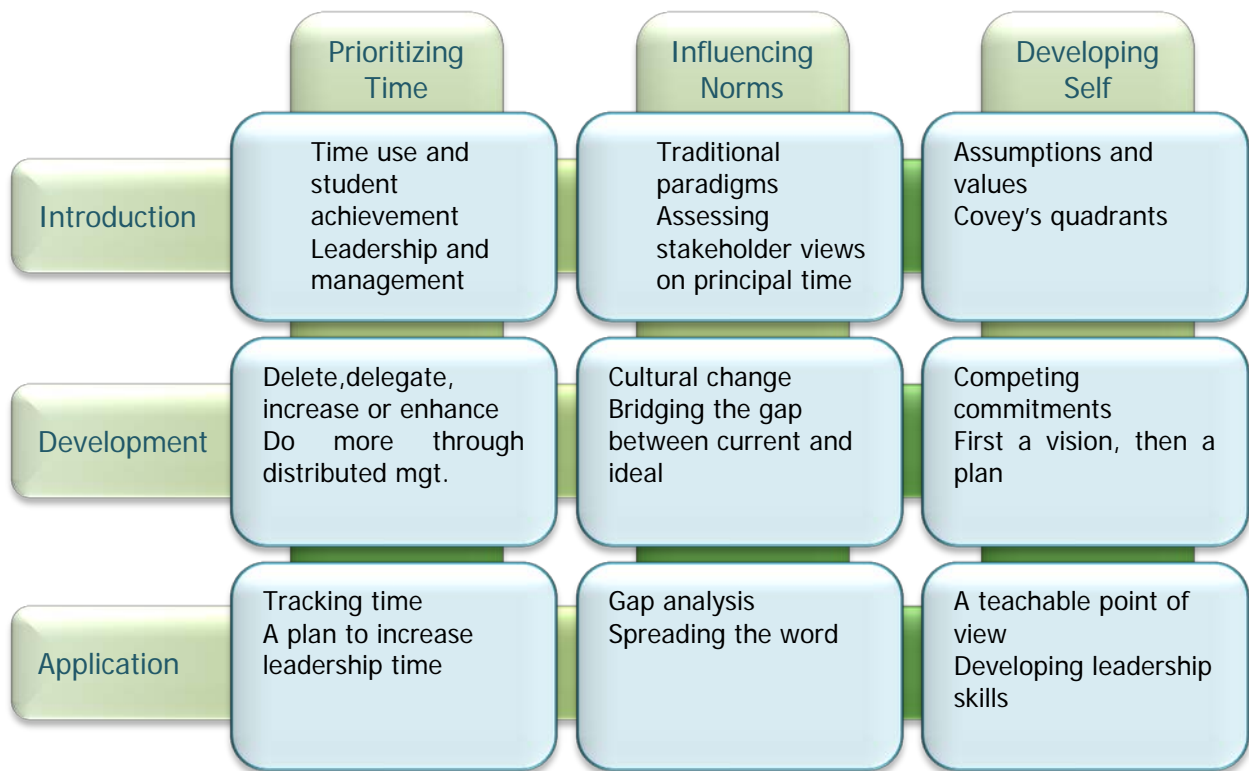 Prioritizing
Time
Influencing
Norms
Developing
Self
Introduction
Time use and
student
achievement
Leadership and
management
Traditional
paradigms
Assessing
stakeholder views
on principal time
Assumptions and
values
Covey's quadrants
Development
Delete,delegate,
increase or enhance
Do more through
distributed mgt.
Cultural change
Bridging the gap
between current and
ideal
Competing
commitments
First a vision, then a
plan
Application
Tracking time
A plan to increase
leadership time
Gap analysis
Spreading the word
A teachable point of
view
Developing leadership
skills